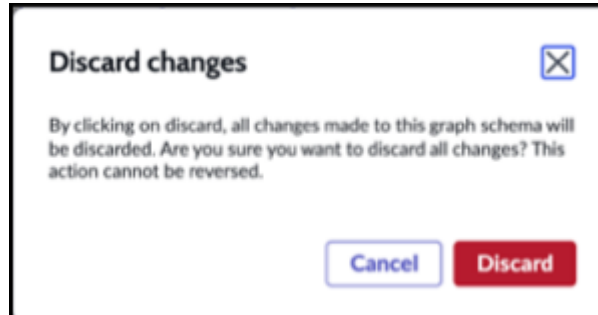 Discard changes
By clicking on discard, all changes made to this graph schema will
be discarded. Are you sure you want to discard all changes? This
action cannot be reversed.
Cancel
Discard